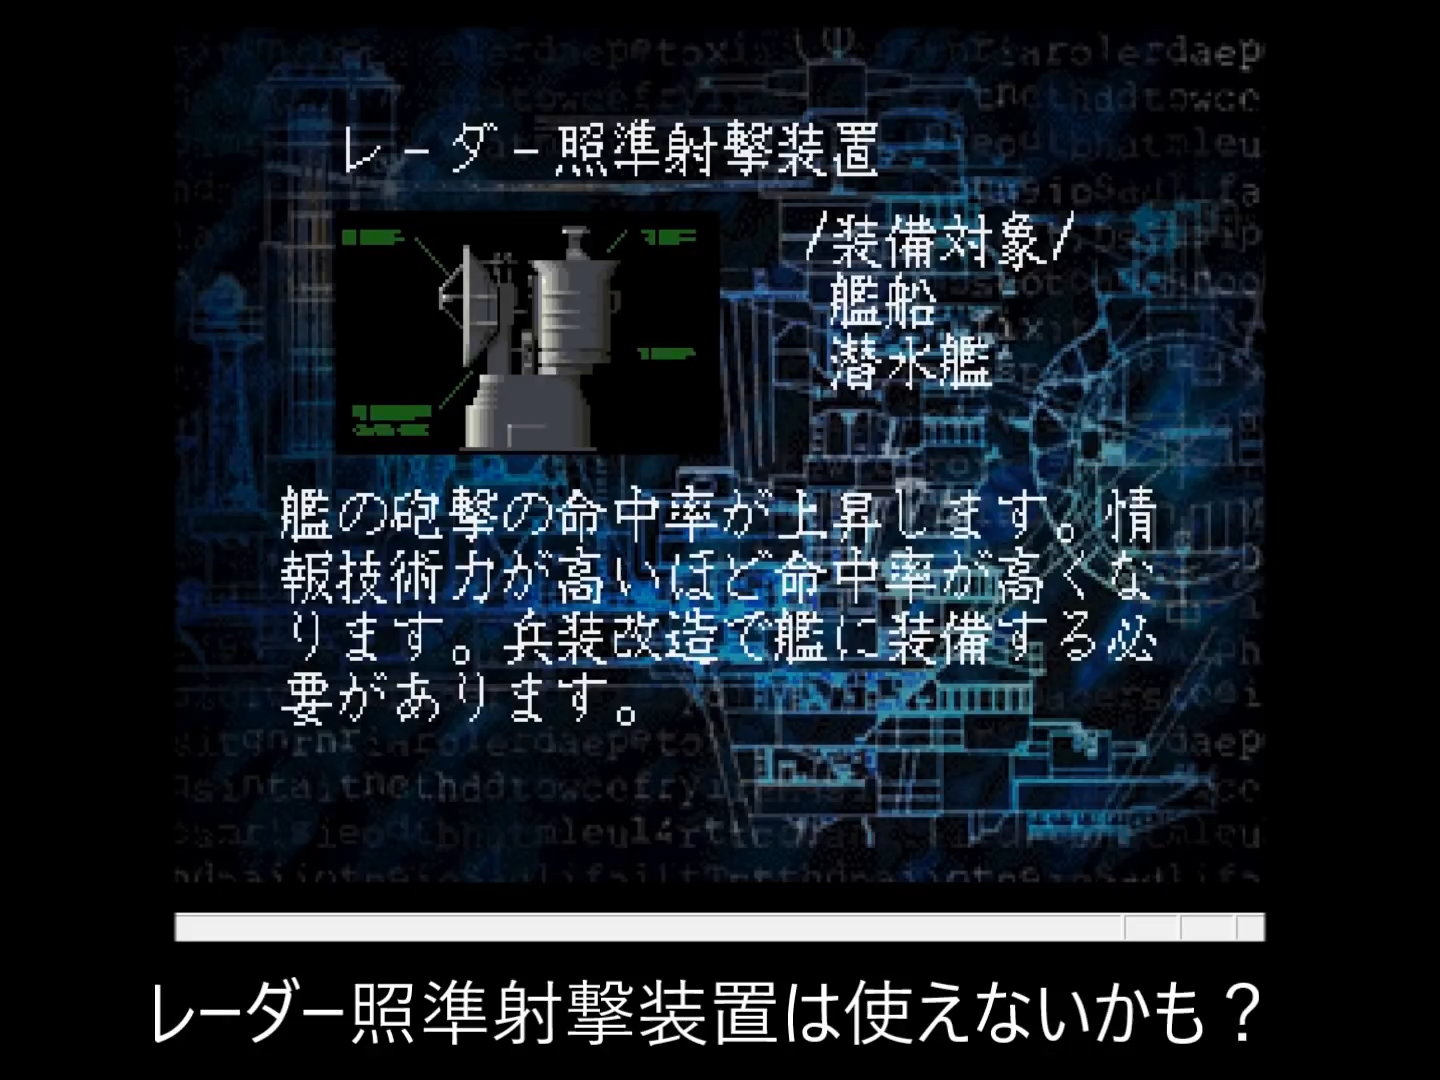 レーダー照準射撃装置
/装備対象/
艦船
潜水艦
艦の砲撃の命中率が上昇します。情
報技術力が高いほど命中率が高くな
ります。兵装改造で艦に装備する必
要があります。
レーダー照準射撃装置は使えないかも？